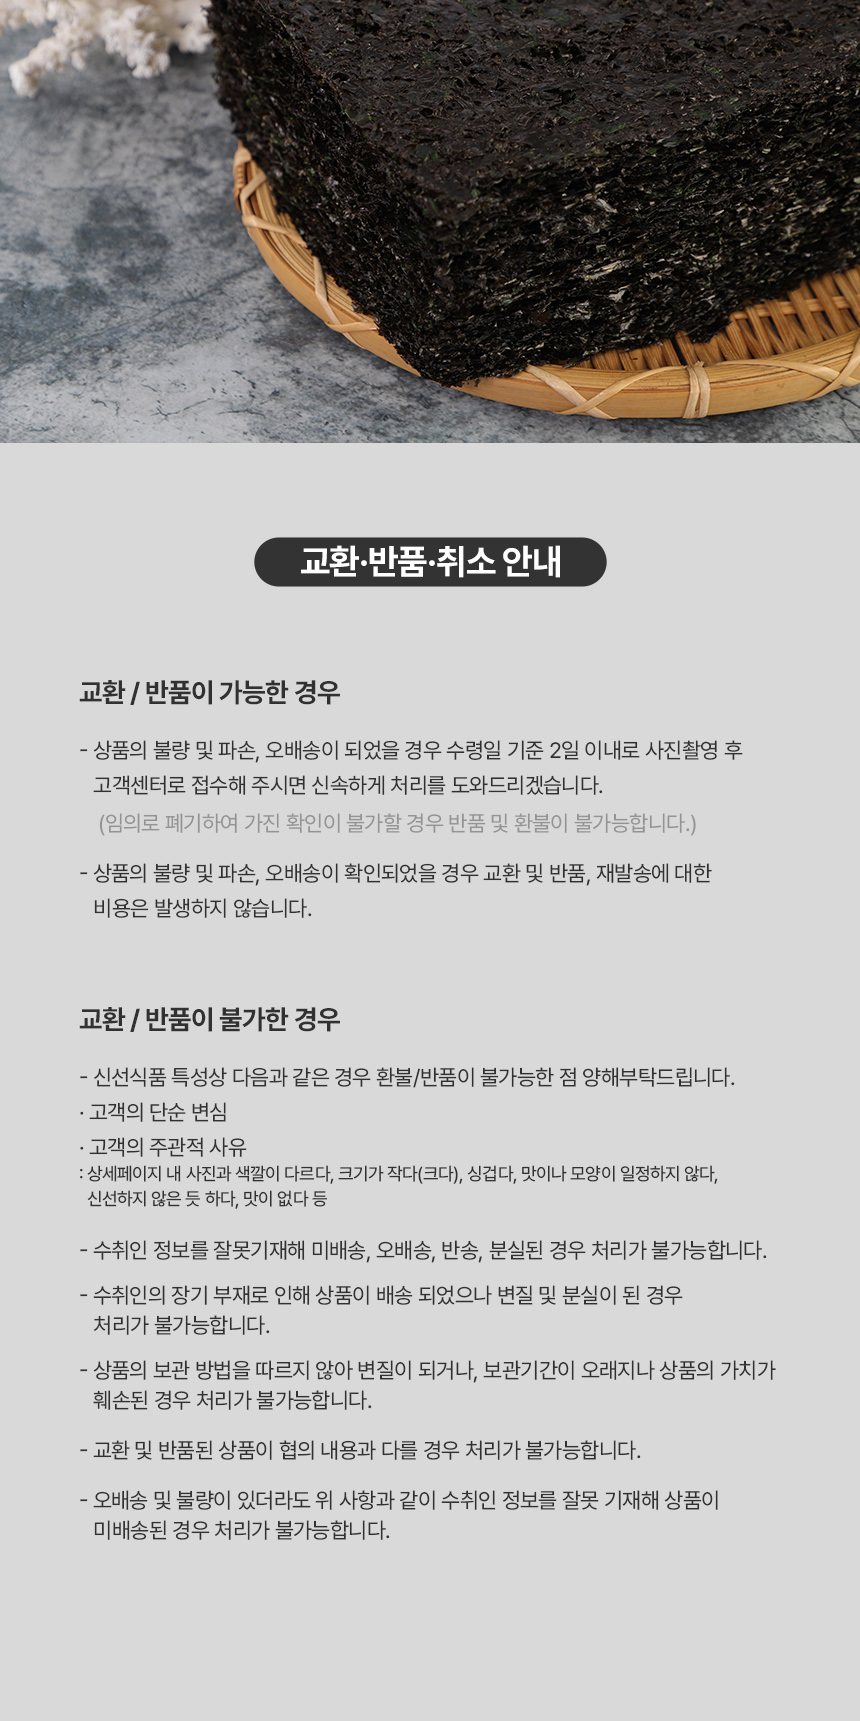 교환·반품·취소 안내
교환 / 반품이 가능한 경우
- 상품의 불량 및 파손, 오배송이 되었을 경우 수령일 기준 2일 이내로 사진촬영 후
고객센터로 접수해 주시면 신속하게 처리를 도와드리겠습니다.
(임의로 폐기하여 가진 확인이 불가할 경우 반품 및 환불이 불가능합니다.)
- 상품의 불량 및 파손, 오배송이 확인되었을 경우 교환 및 반품, 재발송에 대한
비용은 발생하지 않습니다.
교환 / 반품이 불가한 경우
- 신선식품 특성상 다음과 같은 경우 환불/반품이 불가능한 점 양해부탁드립니다.
· 고객의 단순 변심
· 고객의 주관적 사유
: 상세페이지 내 사진과 색깔이 다르다, 크기가 작다(크다), 싱겁다, 맛이나 모양이 일정하지 않다,
신선하지 않은 듯 하다, 맛이 없다 등
- 수취인 정보를 잘못기재해 미배송, 오배송, 반송, 분실된 경우 처리가 불가능합니다.
- 수취인의 장기 부재로 인해 상품이 배송 되었으나 변질 및 분실이 된 경우
처리가 불가능합니다.
- 상품의 보관 방법을 따르지 않아 변질이 되거나, 보관기간이 오래지나 상품의 가치가
훼손된 경우 처리가 불가능합니다.
- 교환 및 반품된 상품이 협의 내용과 다를 경우 처리가 불가능합니다.
- 오배송 및 불량이 있더라도 위 사항과 같이 수취인 정보를 잘못 기재해 상품이
미배송된 경우 처리가 불가능합니다.